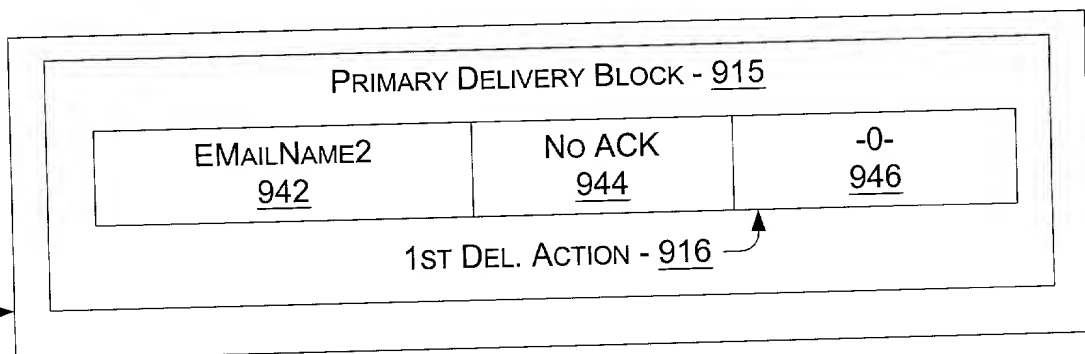 PRIMARY DELIVERY BLOCK - 915
EMAILNAME2 NO ACK -0-
942 944 946
1ST DEL. ACTION - 916